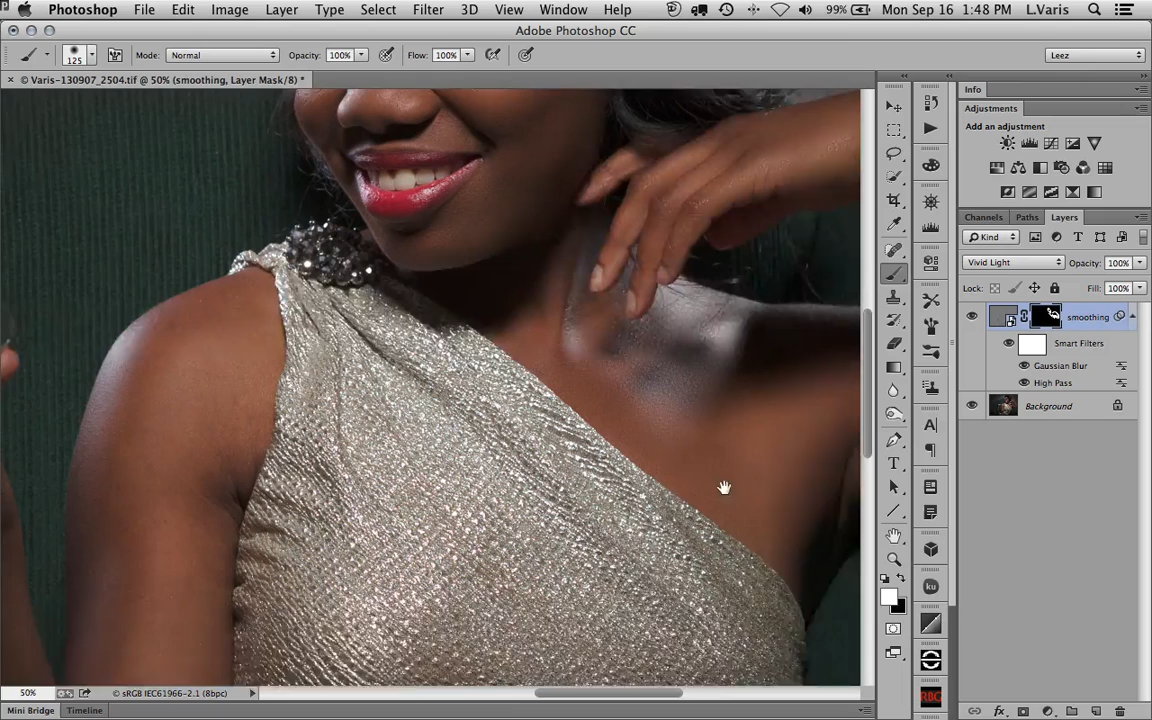 Photoshop File Edit Image Layer Type Select Filter 3D View Window Help 99% Mon Sep 16 1:48 PM L.Varis
Adobe Photoshop CC
125 Mode: Normal Opacity: 100% Flow: 100% Leez
× © Varis-130907_2504.tif @ 50% (smoothing, Layer Mask/8) *
Info
Adjustments
Add an adjustment
Channels Paths Layers
Kind
Vivid Light Opacity: 100%
Lock: Fill: 100%
smoothing
Smart Filters
Gaussian Blur
High Pass
Background
A
T
ku
RBG
50% © sRGB IEC61966-2.1 (8bpc)
Mini Bridge Timeline